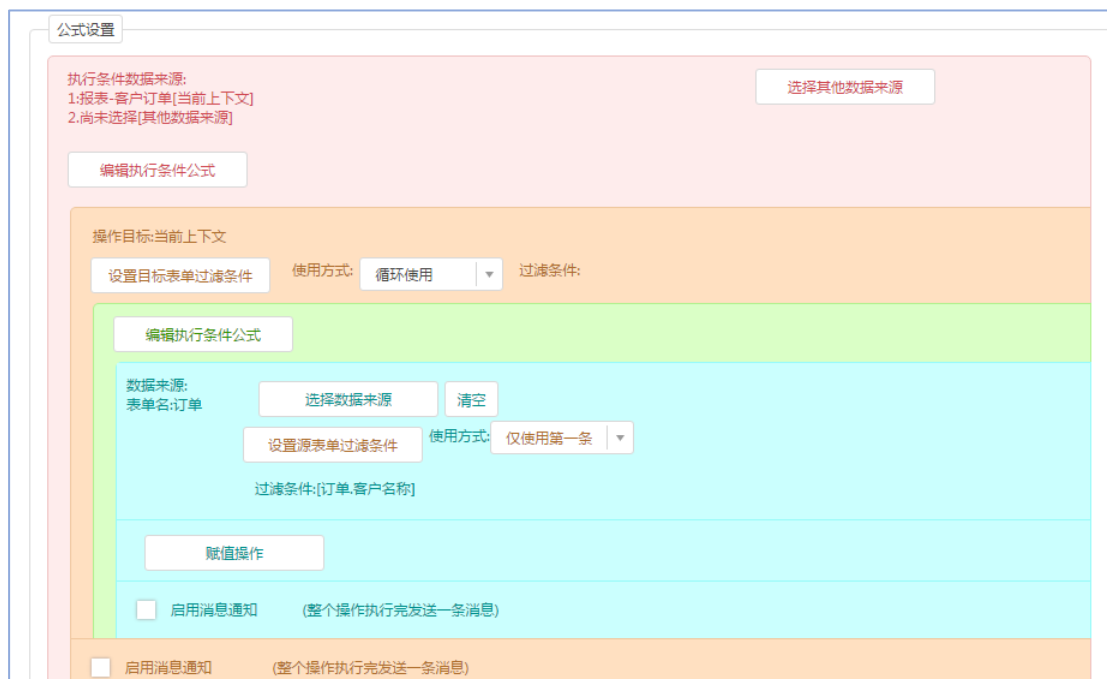 公式设置
执行条件数据来源:
1:报表-客户订单[当前上下文]
2.尚未选择[其他数据来源]
选择其他数据来源
编辑执行条件公式
操作目标:当前上下文
设置目标表单过滤条件 使用方式: 循环使用 过滤条件:
编辑执行条件公式
数据来源:
表单名:订单
选择数据来源 清空
设置源表单过滤条件 使用方式: 仅使用第一条
过滤条件:[订单.客户名称]
赋值操作
启用消息通知 (整个操作执行完发送一条消息)
启用消息通知 (整个操作执行完发送一条消息)